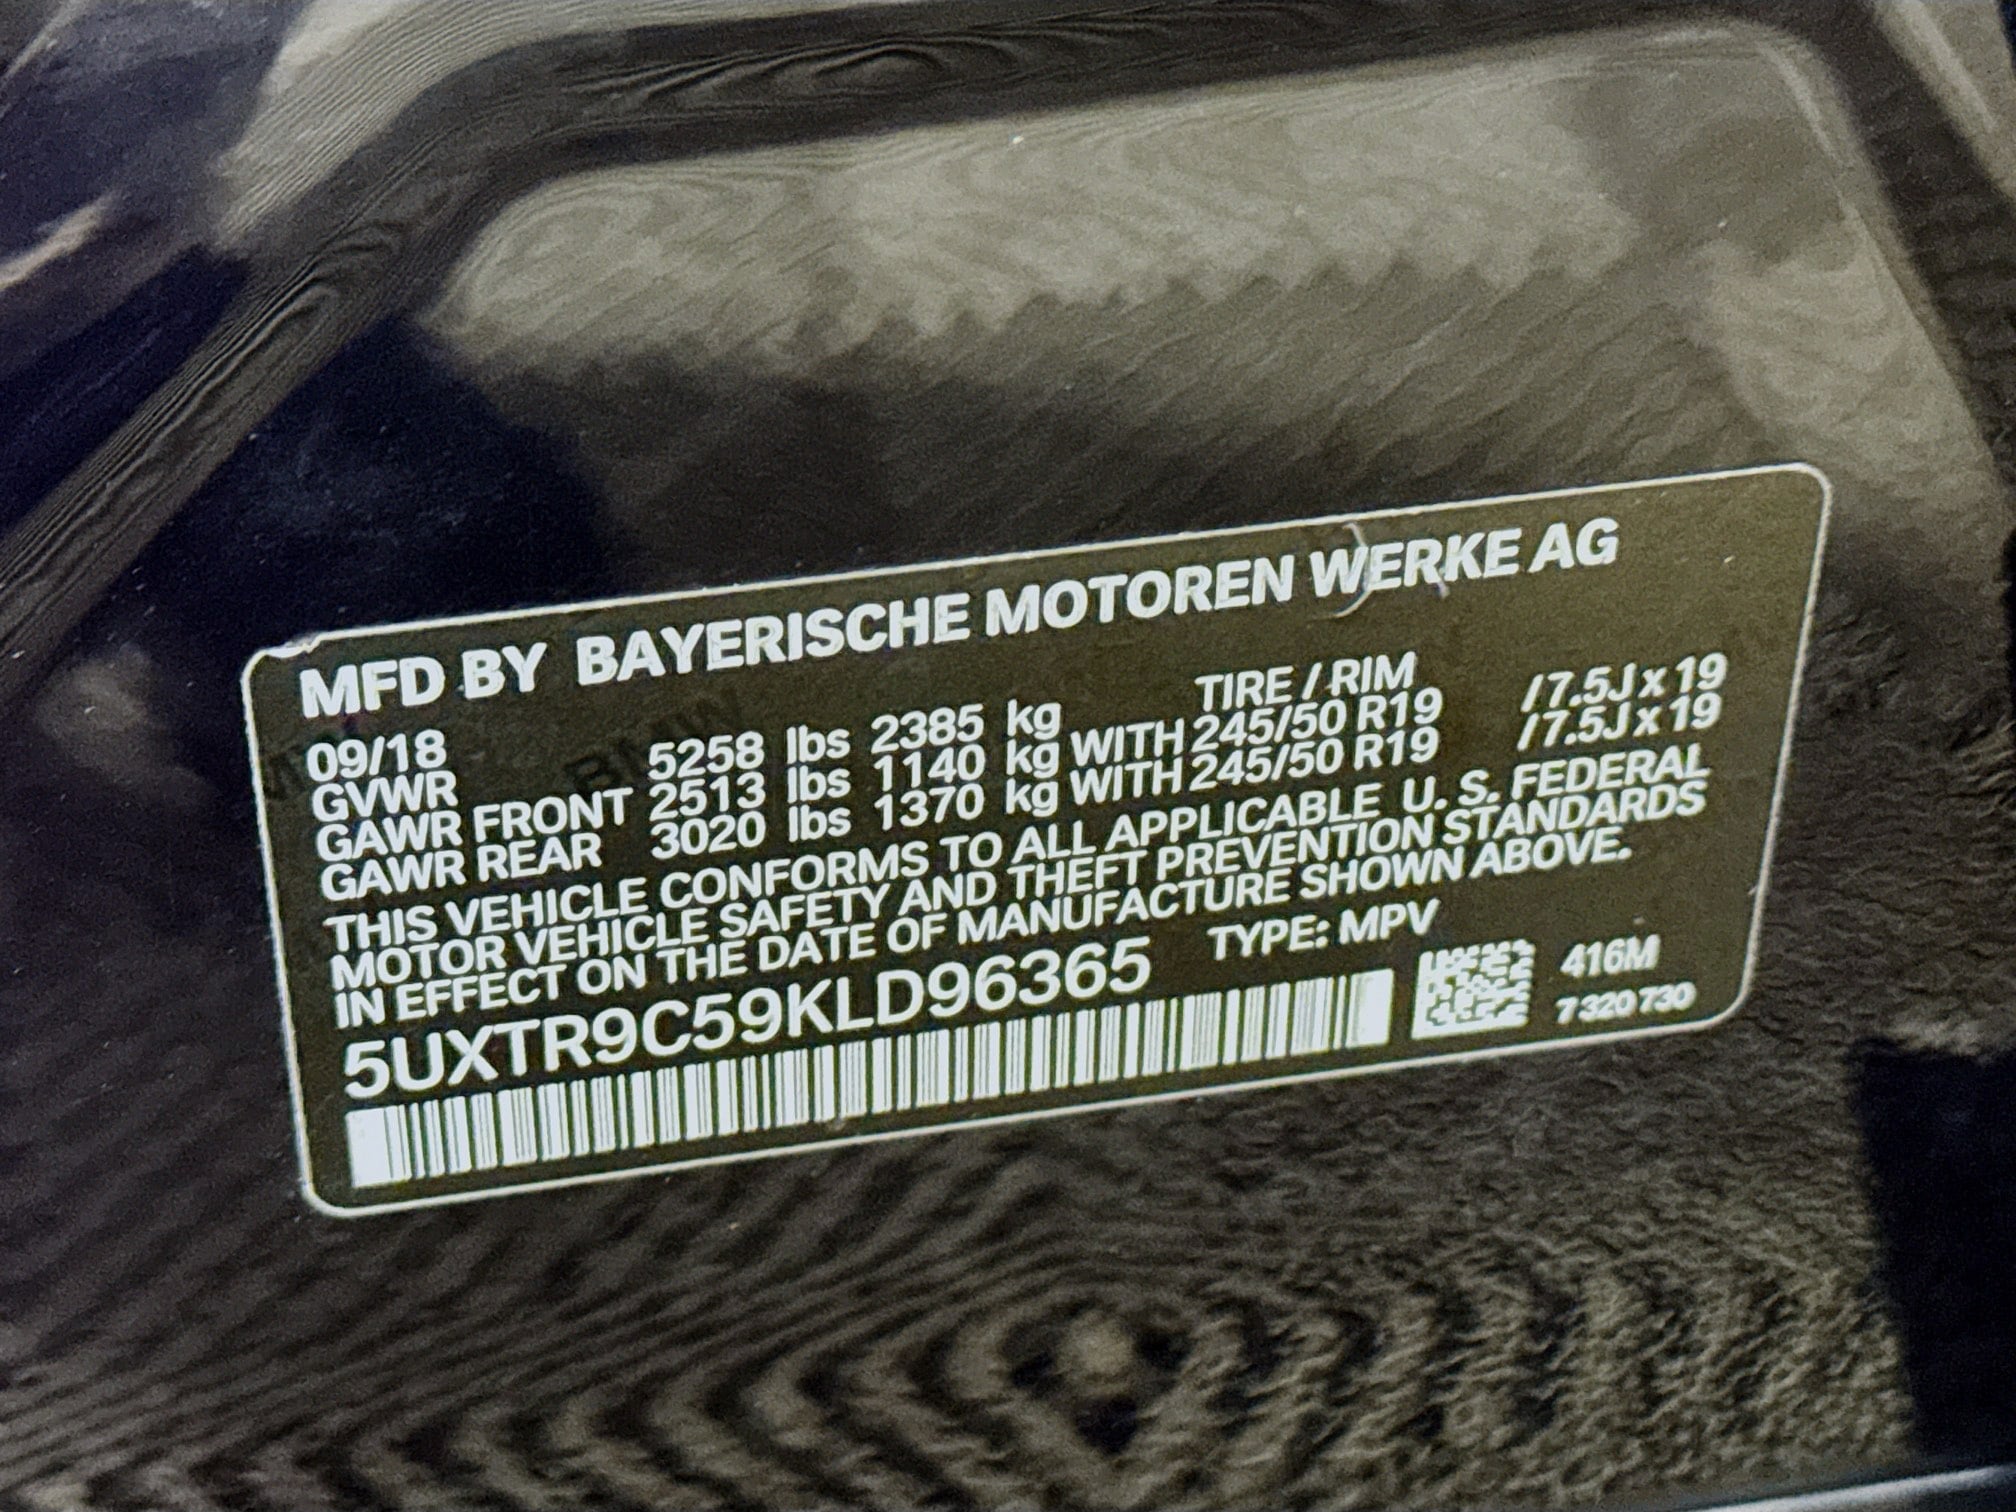 MFD BY BAYERISCHE MOTOREN WERKE AG
09/18 TIRE / RIM
GVWR 5258 lbs 2385 kg
GAWR FRONT 2513 lbs 1140 kg WITH 245/50 R19 / 7.5J x 19
GAWR REAR 3020 lbs 1370 kg WITH 245/50 R19 / 7.5J x 19
THIS VEHICLE CONFORMS TO ALL APPLICABLE U. S. FEDERAL
MOTOR VEHICLE SAFETY AND THEFT PREVENTION STANDARDS
IN EFFECT ON THE DATE OF MANUFACTURE SHOWN ABOVE.
5UXTR9C59KLD96365 TYPE: MPV
416M
7 320 730
BMW